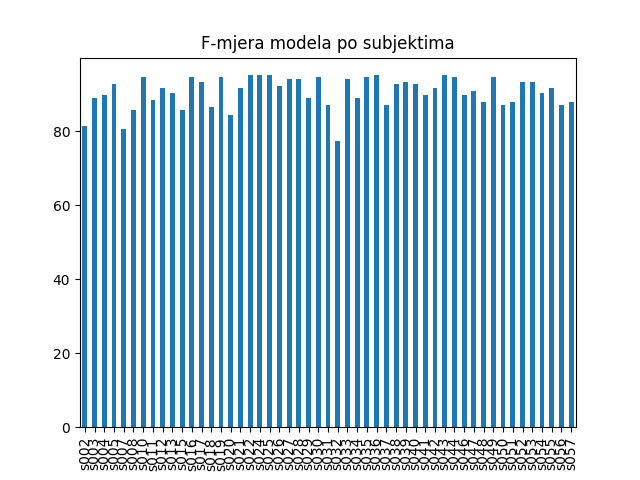 F-mjera modela po subjektima
80
60
40
20
0
s002
s003
s004
s005
s007
s008
s010
s011
s012
s013
s015
s016
s017
s018
s019
s020
s021
s022
s024
s025
s026
s027
s028
s029
s030
s031
s032
s033
s034
s035
s036
s037
s038
s039
s040
s041
s042
s043
s044
s046
s047
s048
s049
s050
s051
s052
s053
s054
s055
s056
s057